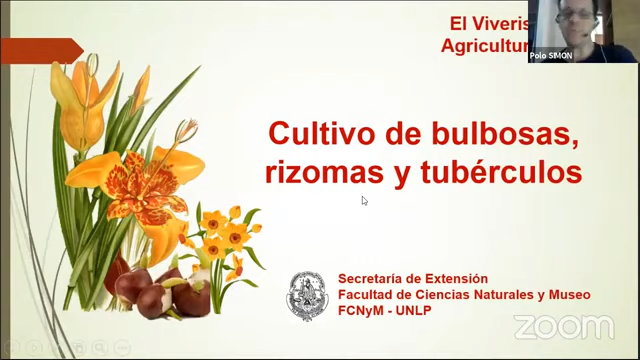 El Viveris
Agricultur
Polo SIMON
Cultivo de bulbosas,
rizomas y tubérculos
Secretaría de Extensión
Facultad de Ciencias Naturales y Museo
FCNyM - UNLP
zoom